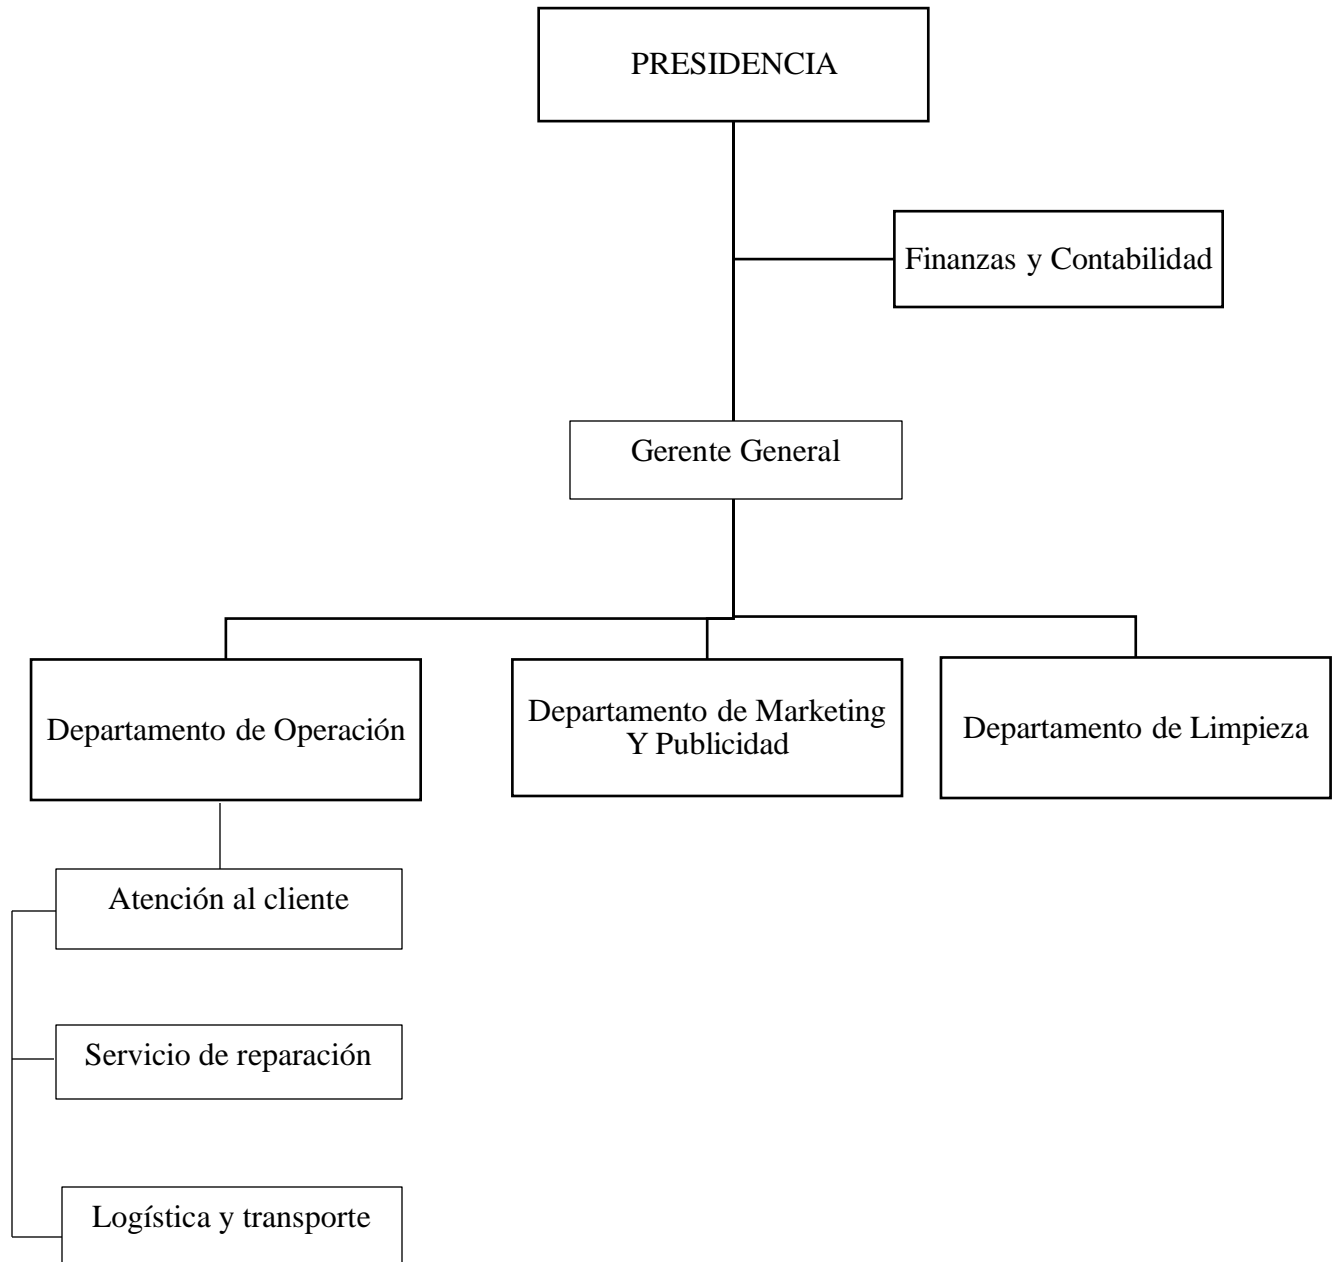 PRESIDENCIA
Finanzas y Contabilidad
Gerente General
Departamento de Operación
Departamento de Marketing
Y Publicidad
Departamento de Limpieza
Atención al cliente
Servicio de reparación
Logística y transporte